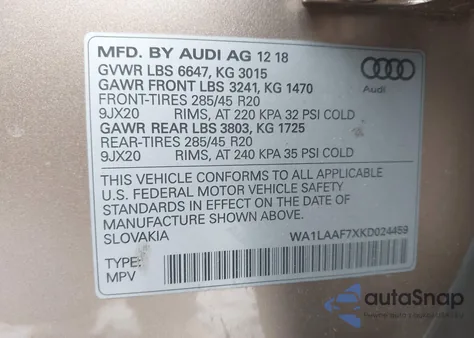 MFD. BY AUDI AG 12 18
GVWR LBS 6647, KG 3015
GAWR FRONT LBS 3241, KG 1470
FRONT-TIRES 285/45 R20
9JX20 RIMS, AT 220 KPA 32 PSI COLD
GAWR REAR LBS 3803, KG 1725
REAR-TIRES 285/45 R20
9JX20 RIMS, AT 240 KPA 35 PSI COLD
Audi
THIS VEHICLE CONFORMS TO ALL APPLICABLE
U.S. FEDERAL MOTOR VEHICLE SAFETY
STANDARDS IN EFFECT ON THE DATE OF
MANUFACTURE SHOWN ABOVE.
SLOVAKIA WA1LAAF7XKD024459
TYPE:
MPV
autoSnap